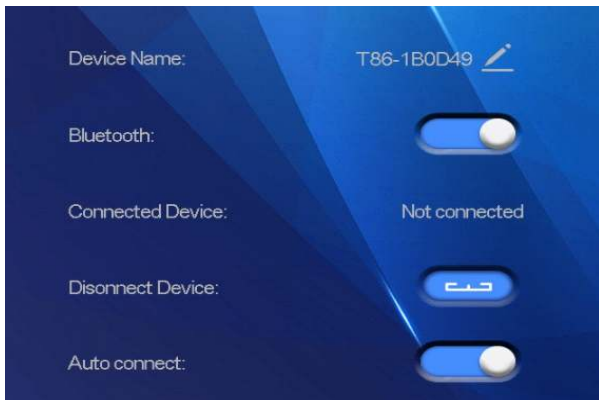 Device Name: T86-1B0D49
Bluetooth:
Connected Device: Not connected
Disonnect Device:
Auto connect: